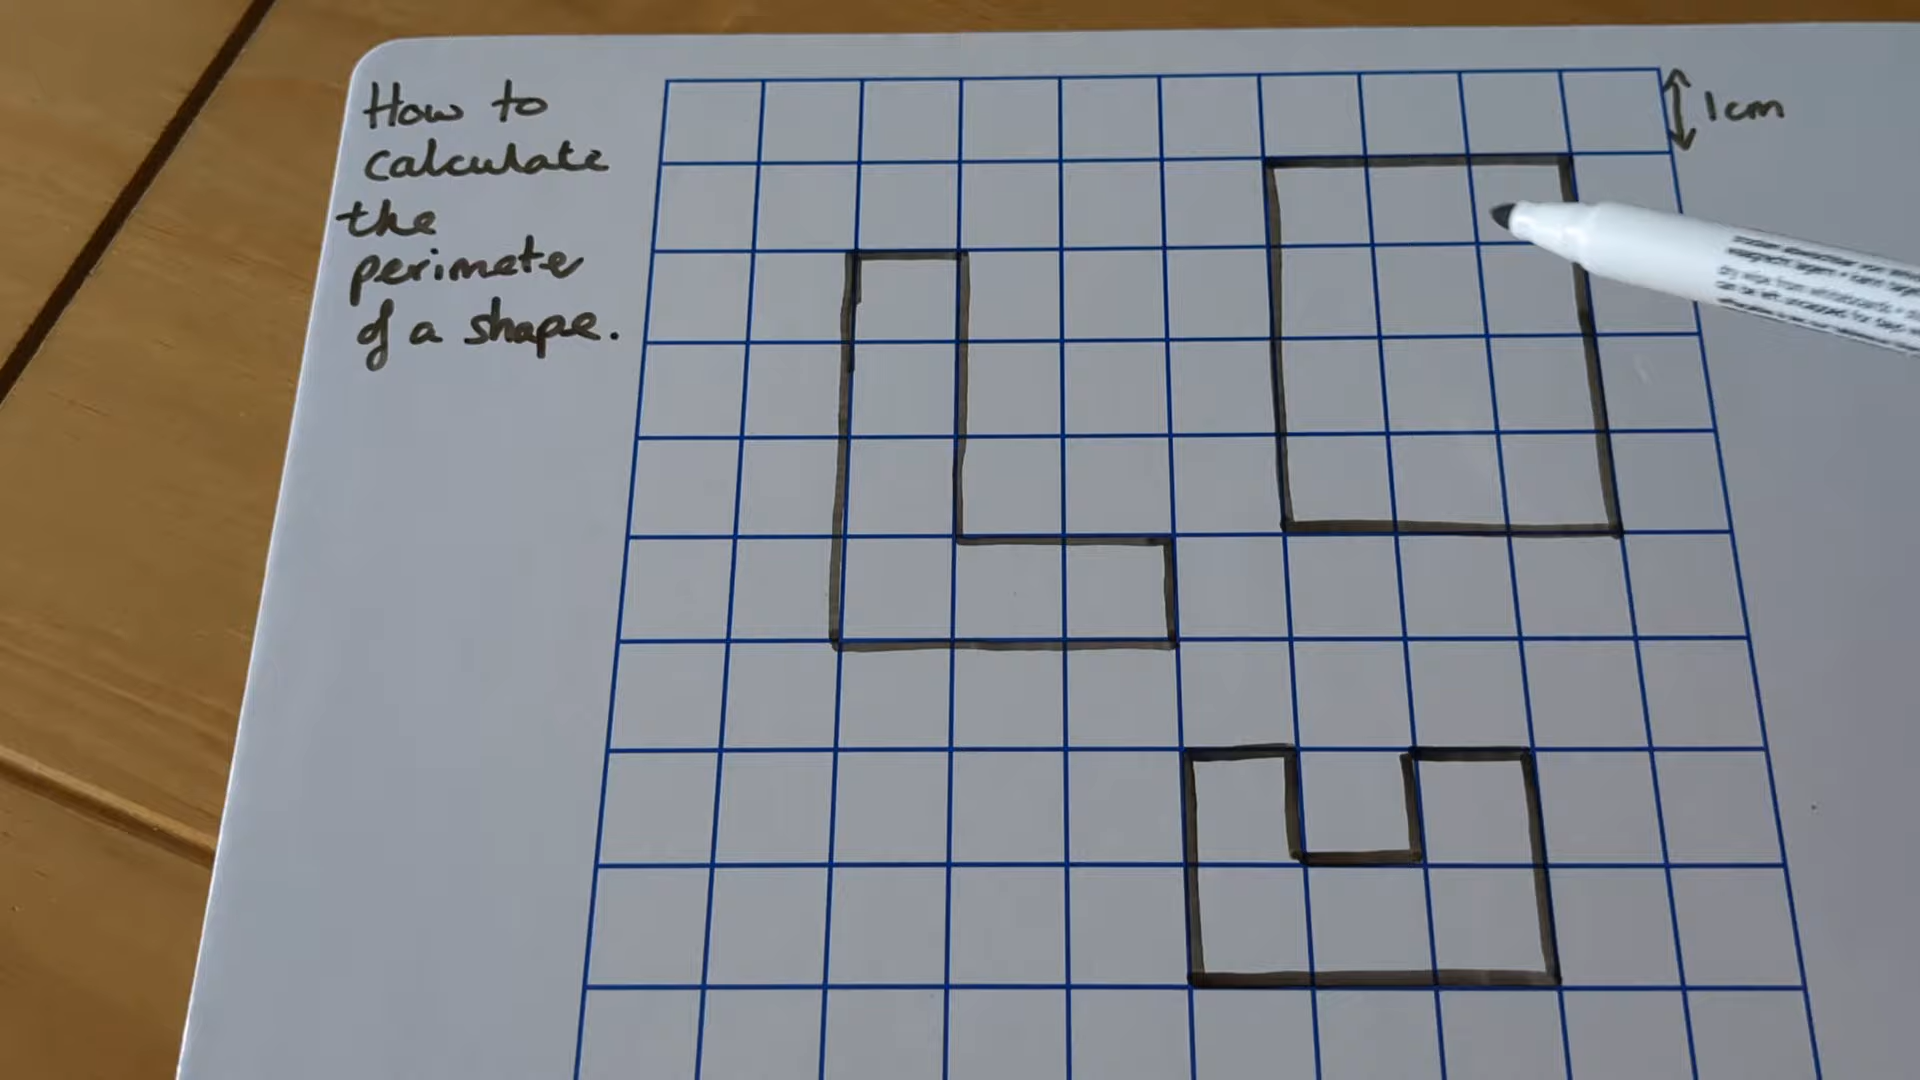 How to
calculate
the
perimete
of a shape.
1cm